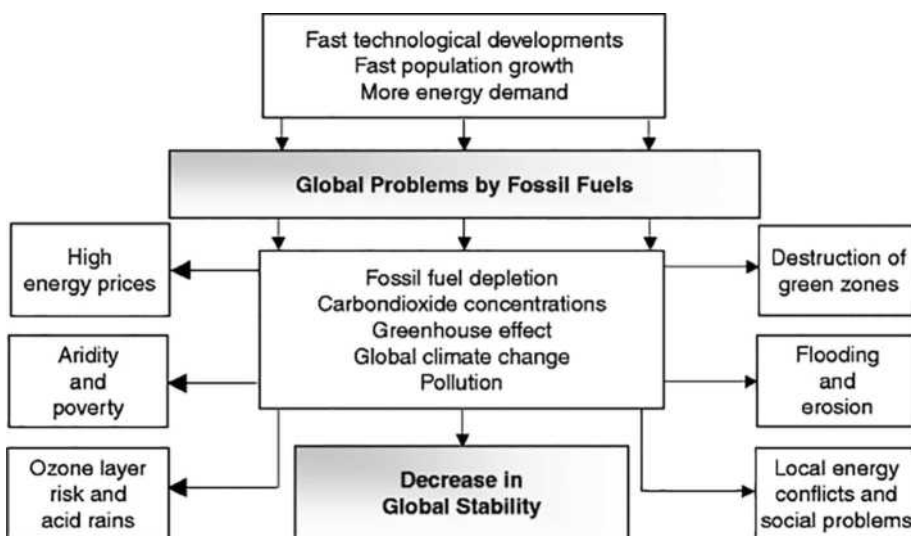 Fast technological developments
Fast population growth
More energy demand
Global Problems by Fossil Fuels
High
energy prices
Fossil fuel depletion
Carbondioxide concentrations
Greenhouse effect
Global climate change
Pollution
Destruction of
green zones
Aridity
and
poverty
Flooding
and
erosion
Ozone layer
risk and
acid rains
Decrease in
Global Stability
Local energy
conflicts and
social problems